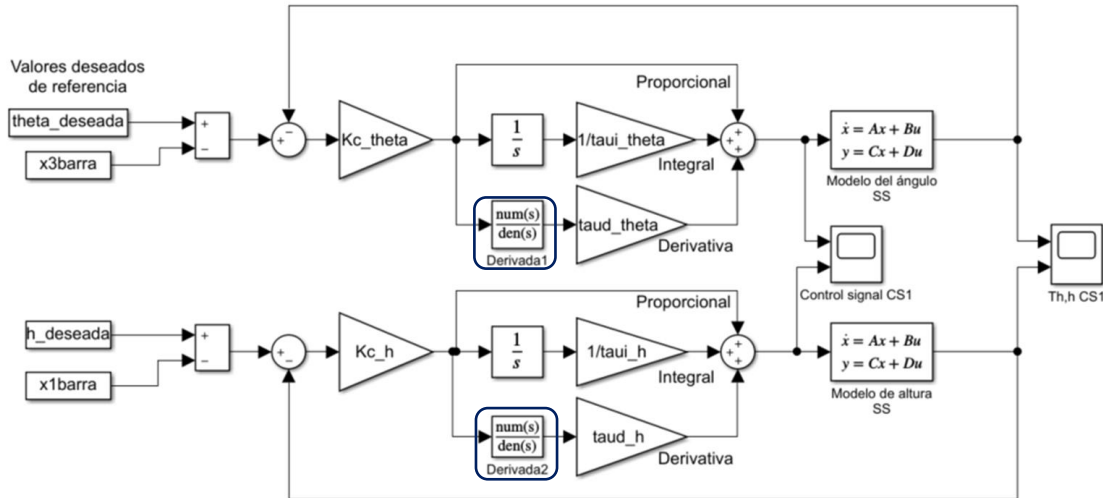 Valores deseados
de referencia
theta_deseada
x3barra
+
−
+
−
Kc_theta
1
s
1/taui_theta
Proporcional
Integral
num(s)
den(s)
Derivada1
taud_theta
Derivativa
+
+
+
ẋ = Ax + Bu
y = Cx + Du
Modelo del ángulo
SS
Control signal CS1
Th,h CS1
h_deseada
x1barra
+
−
+
−
Kc_h
1
s
1/taui_h
Proporcional
Integral
num(s)
den(s)
Derivada2
taud_h
Derivativa
+
+
+
ẋ = Ax + Bu
y = Cx + Du
Modelo de altura
SS